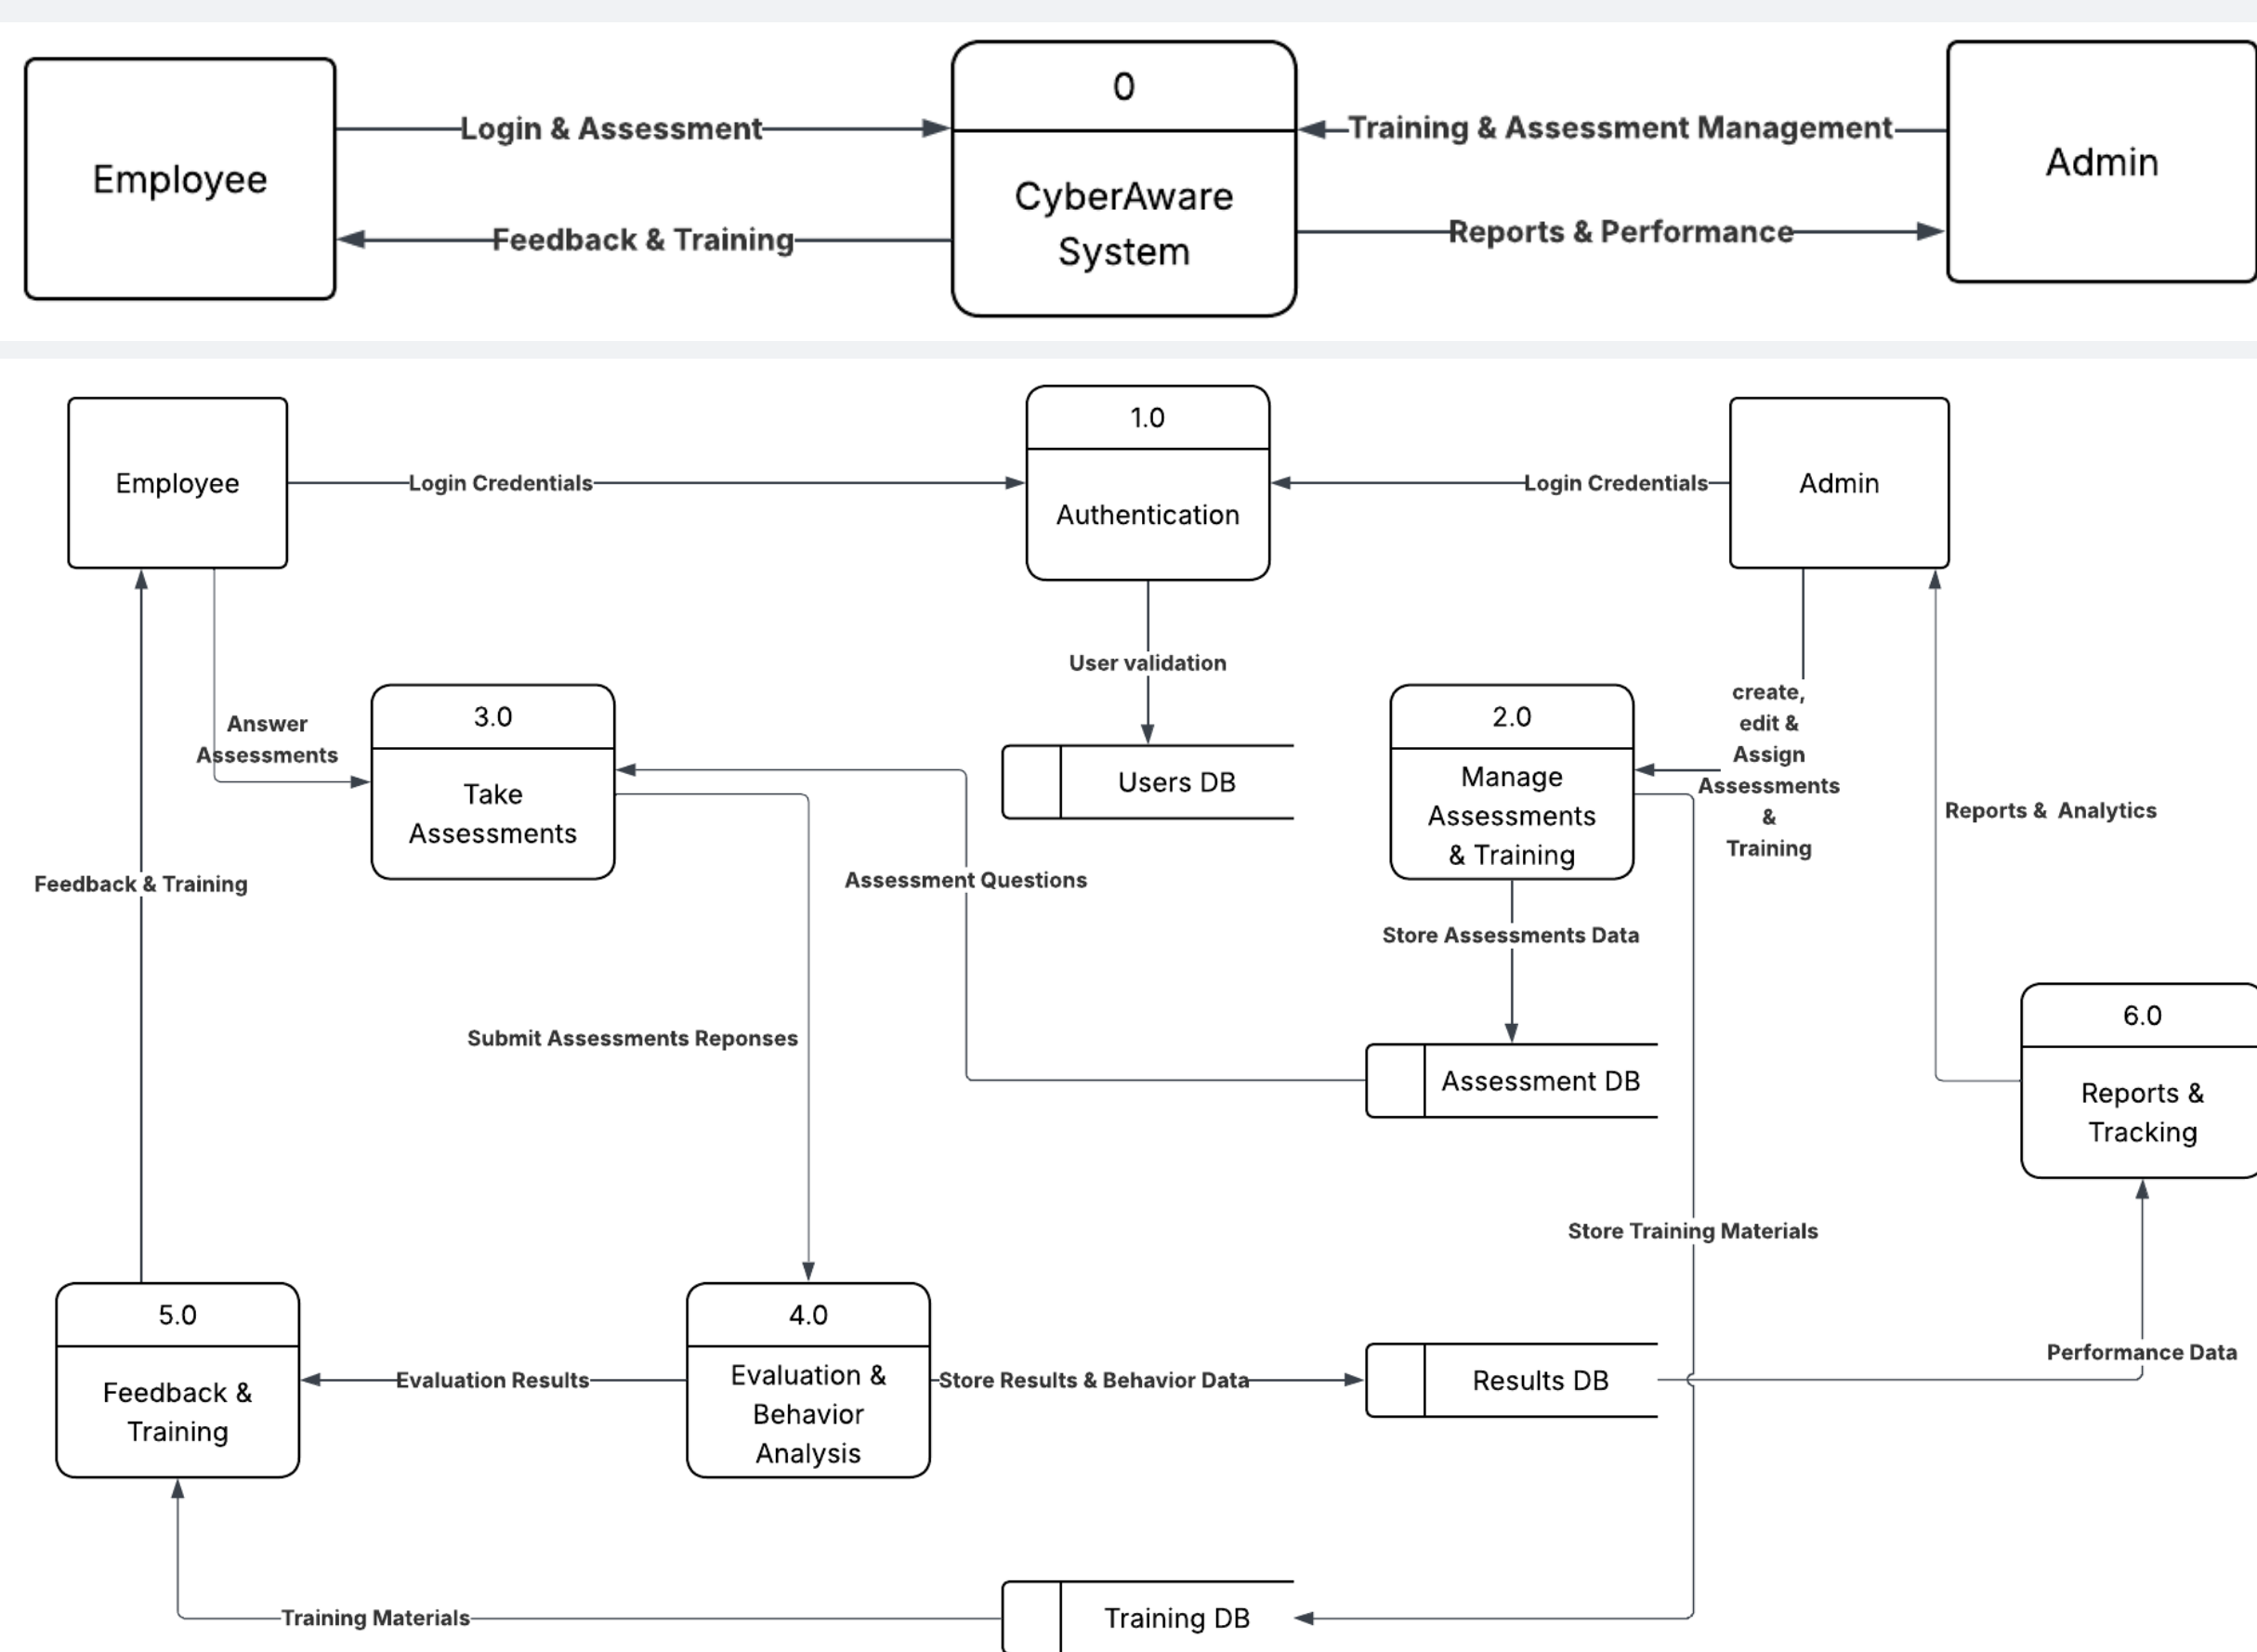 0
Login & Assessment
Training & Assessment Management
Employee
CyberAware
System
Admin
Feedback & Training
Reports & Performance
1.0
Employee
Login Credentials
Authentication
Login Credentials
Admin
User validation
Answer
Assessments
3.0
Take
Assessments
Users DB
2.0
Manage
Assessments
& Training
create,
edit &
Assign
Assessments
&
Training
Reports &  Analytics
Feedback & Training
Assessment Questions
Store Assessments Data
Submit Assessments Reponses
Assessment DB
6.0
Reports &
Tracking
Store Training Materials
5.0
Feedback &
Training
Evaluation Results
4.0
Evaluation &
Behavior
Analysis
Store Results & Behavior Data
Results DB
Performance Data
Training Materials
Training DB